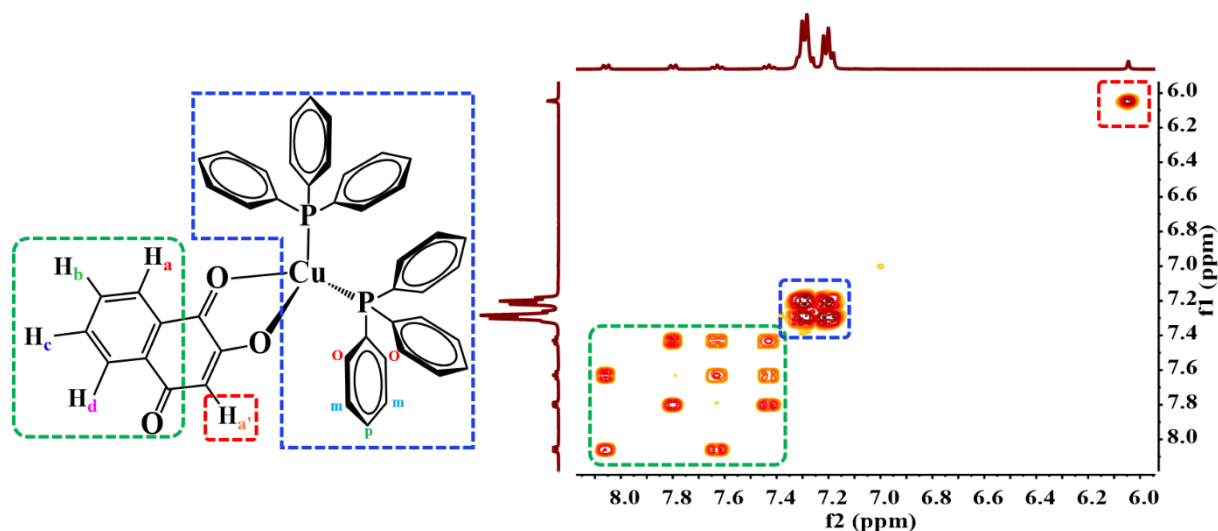 P
Hb
Ha
O
Cu
P
Hc
O
O
O
Hd
m
m
O
Ha'
p
6.0
6.2
6.4
6.6
6.8
7.0
7.2
7.4
7.6
7.8
8.0
f1 (ppm)
8.0 7.8 7.6 7.4 7.2 7.0 6.8 6.6 6.4 6.2 6.0
f2 (ppm)